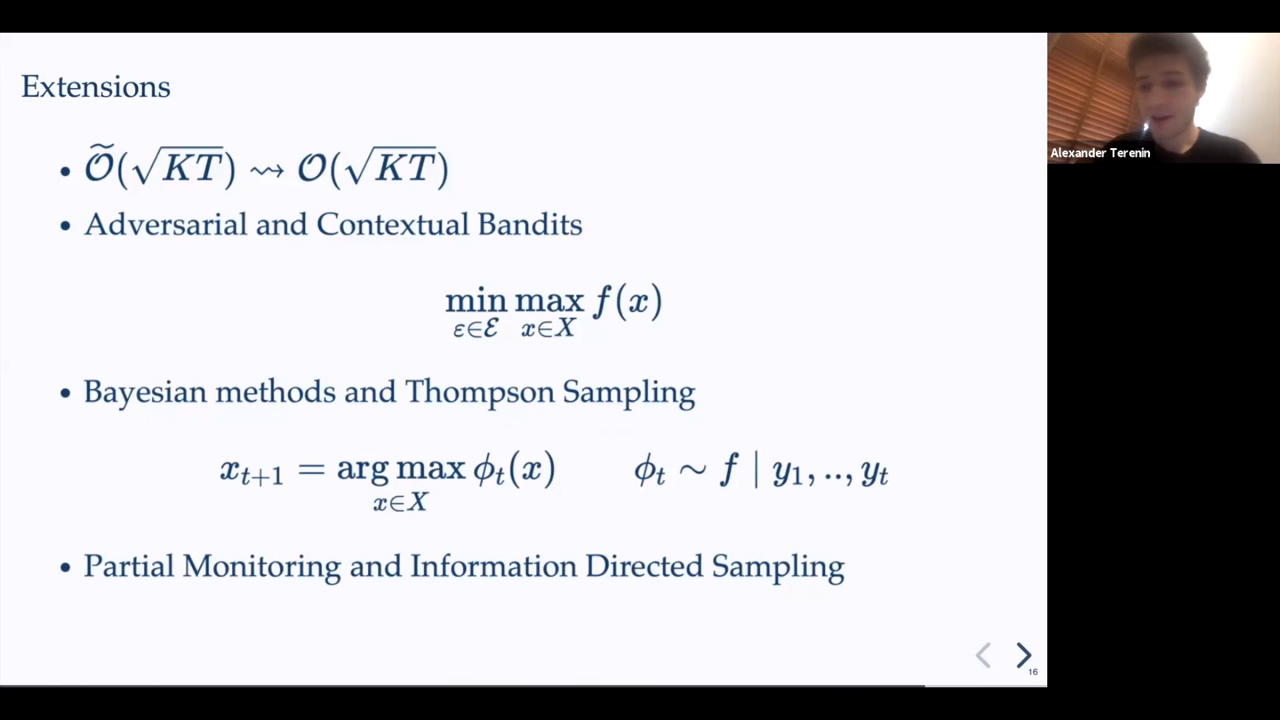 Extensions
• Õ(√KT) ⇝ O(√KT)
• Adversarial and Contextual Bandits
min max f(x)
ε∈ℰ x∈X
• Bayesian methods and Thompson Sampling
x_{t+1} = arg max ϕ_t(x) ϕ_t ∼ f | y_1, .., y_t
x∈X
• Partial Monitoring and Information Directed Sampling
16
Alexander Terenin